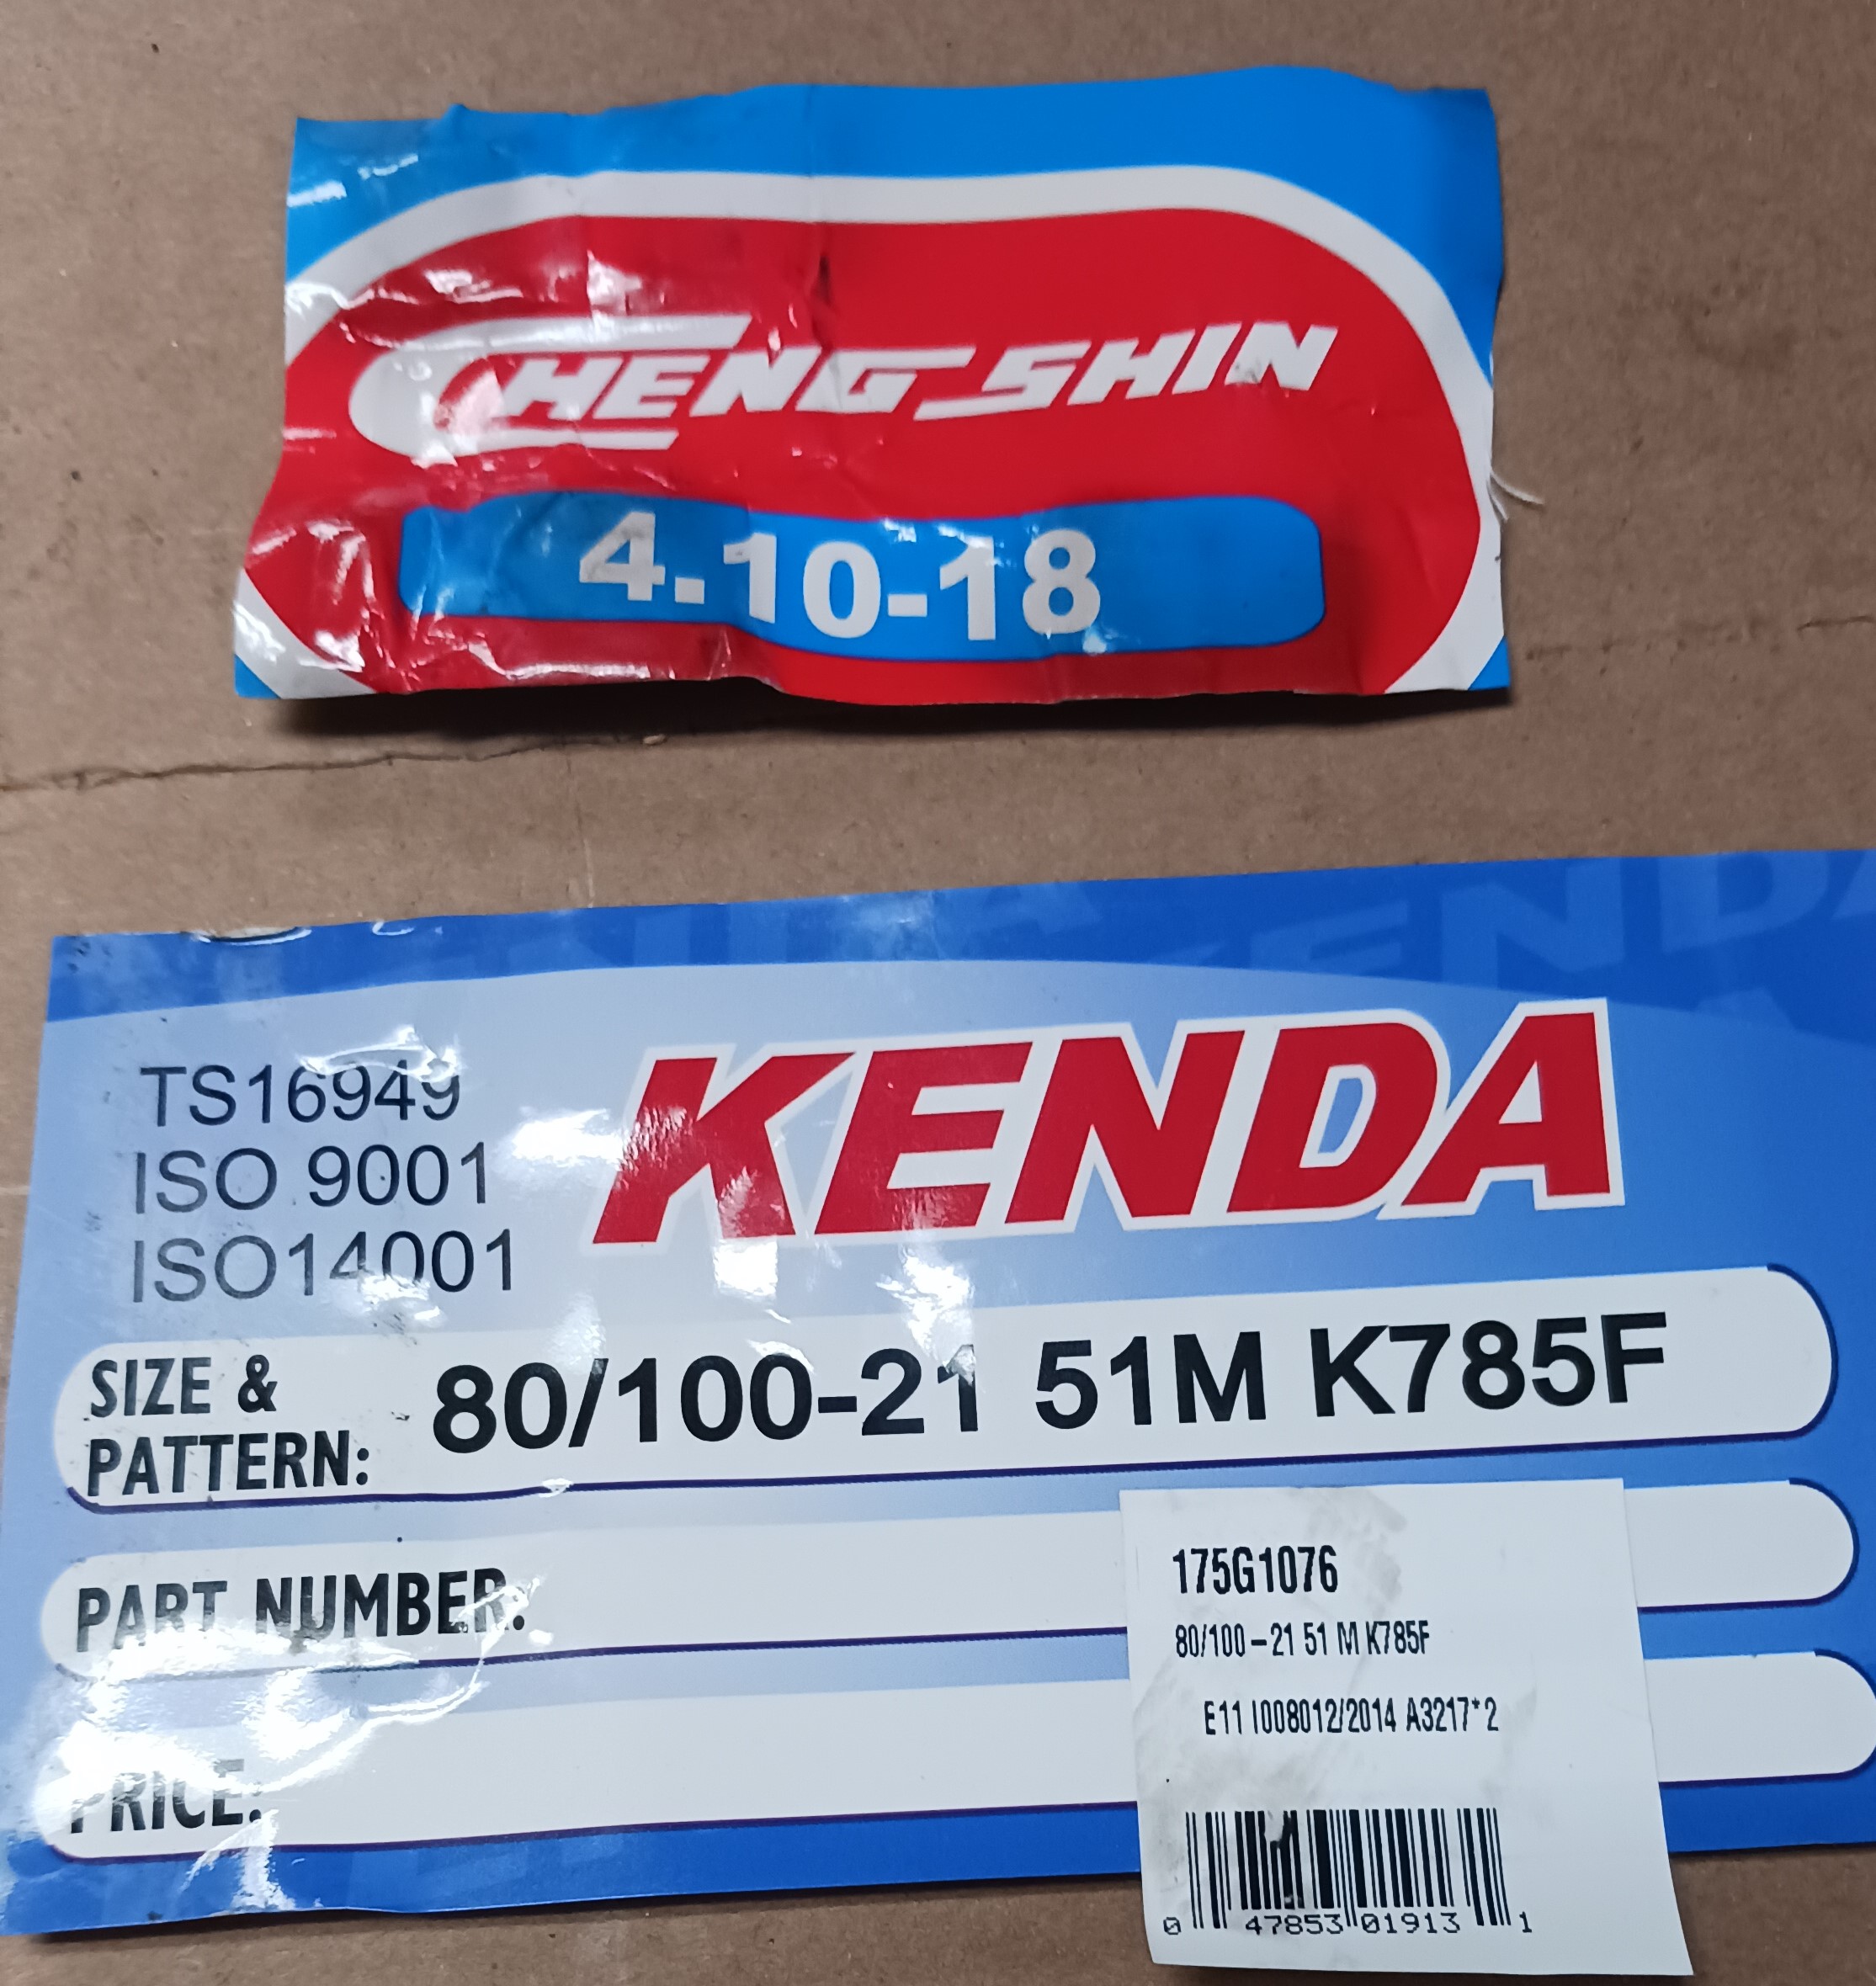 CHENG SHIN
4.10-18
KENDA
TS16949
ISO 9001
ISO14001
SIZE &
PATTERN:
80/100-21 51M K785F
PART NUMBER:
PRICE:
175G1076
80/100-21 51 M K785F
E11 I008012/2014 A3217*2
0 47853 01913 1